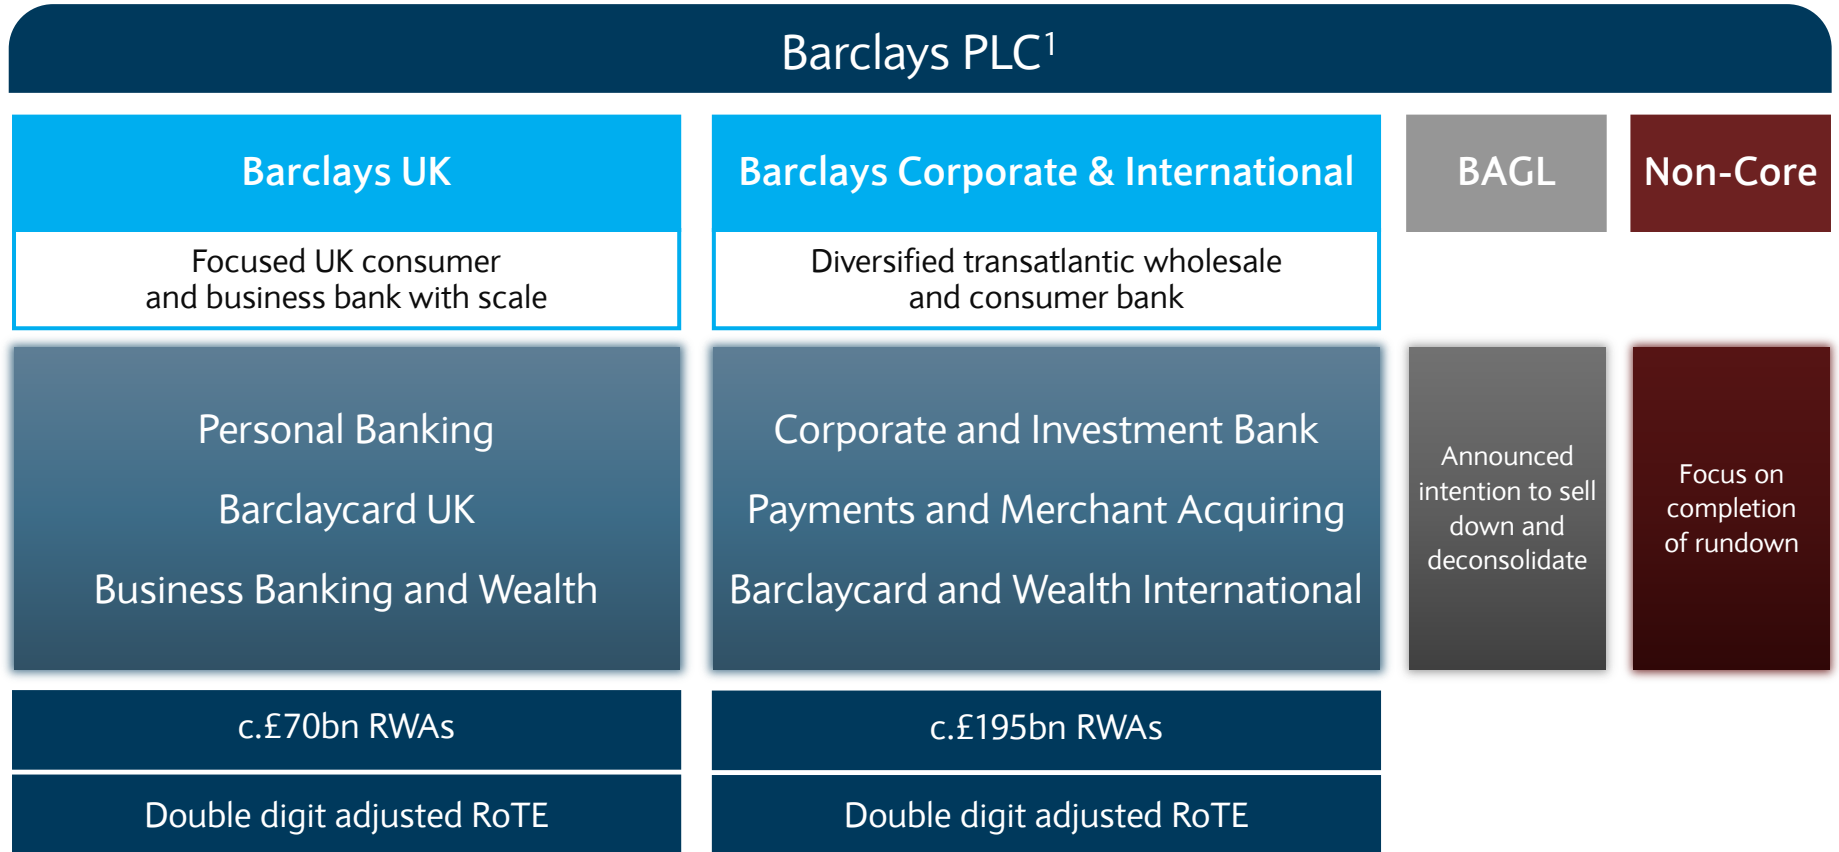 Barclays PLC¹
Barclays UK
Focused UK consumer
and business bank with scale
Personal Banking
Barclaycard UK
Business Banking and Wealth
c.£70bn RWAs
Double digit adjusted RoTE
Barclays Corporate & International
Diversified transatlantic wholesale
and consumer bank
Corporate and Investment Bank
Payments and Merchant Acquiring
Barclaycard and Wealth International
c.£195bn RWAs
Double digit adjusted RoTE
BAGL
Announced
intention to sell
down and
deconsolidate
Non-Core
Focus on
completion
of rundown